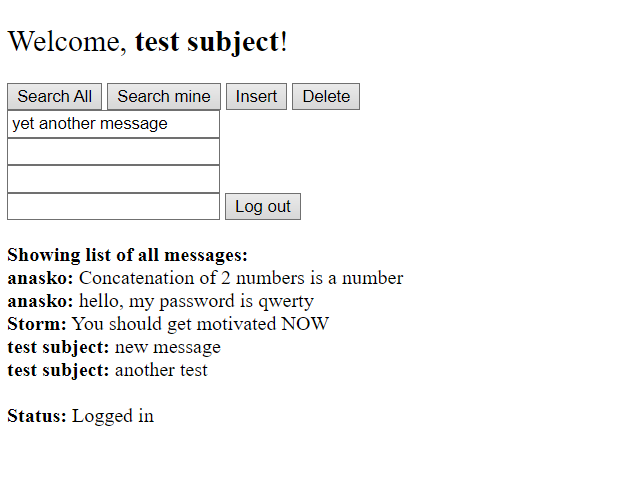 Welcome, test subject!
Search All Search mine Insert Delete
yet another message
Log out
Showing list of all messages:
anasko: Concatenation of 2 numbers is a number
anasko: hello, my password is qwerty
Storm: You should get motivated NOW
test subject: new message
test subject: another test
Status: Logged in